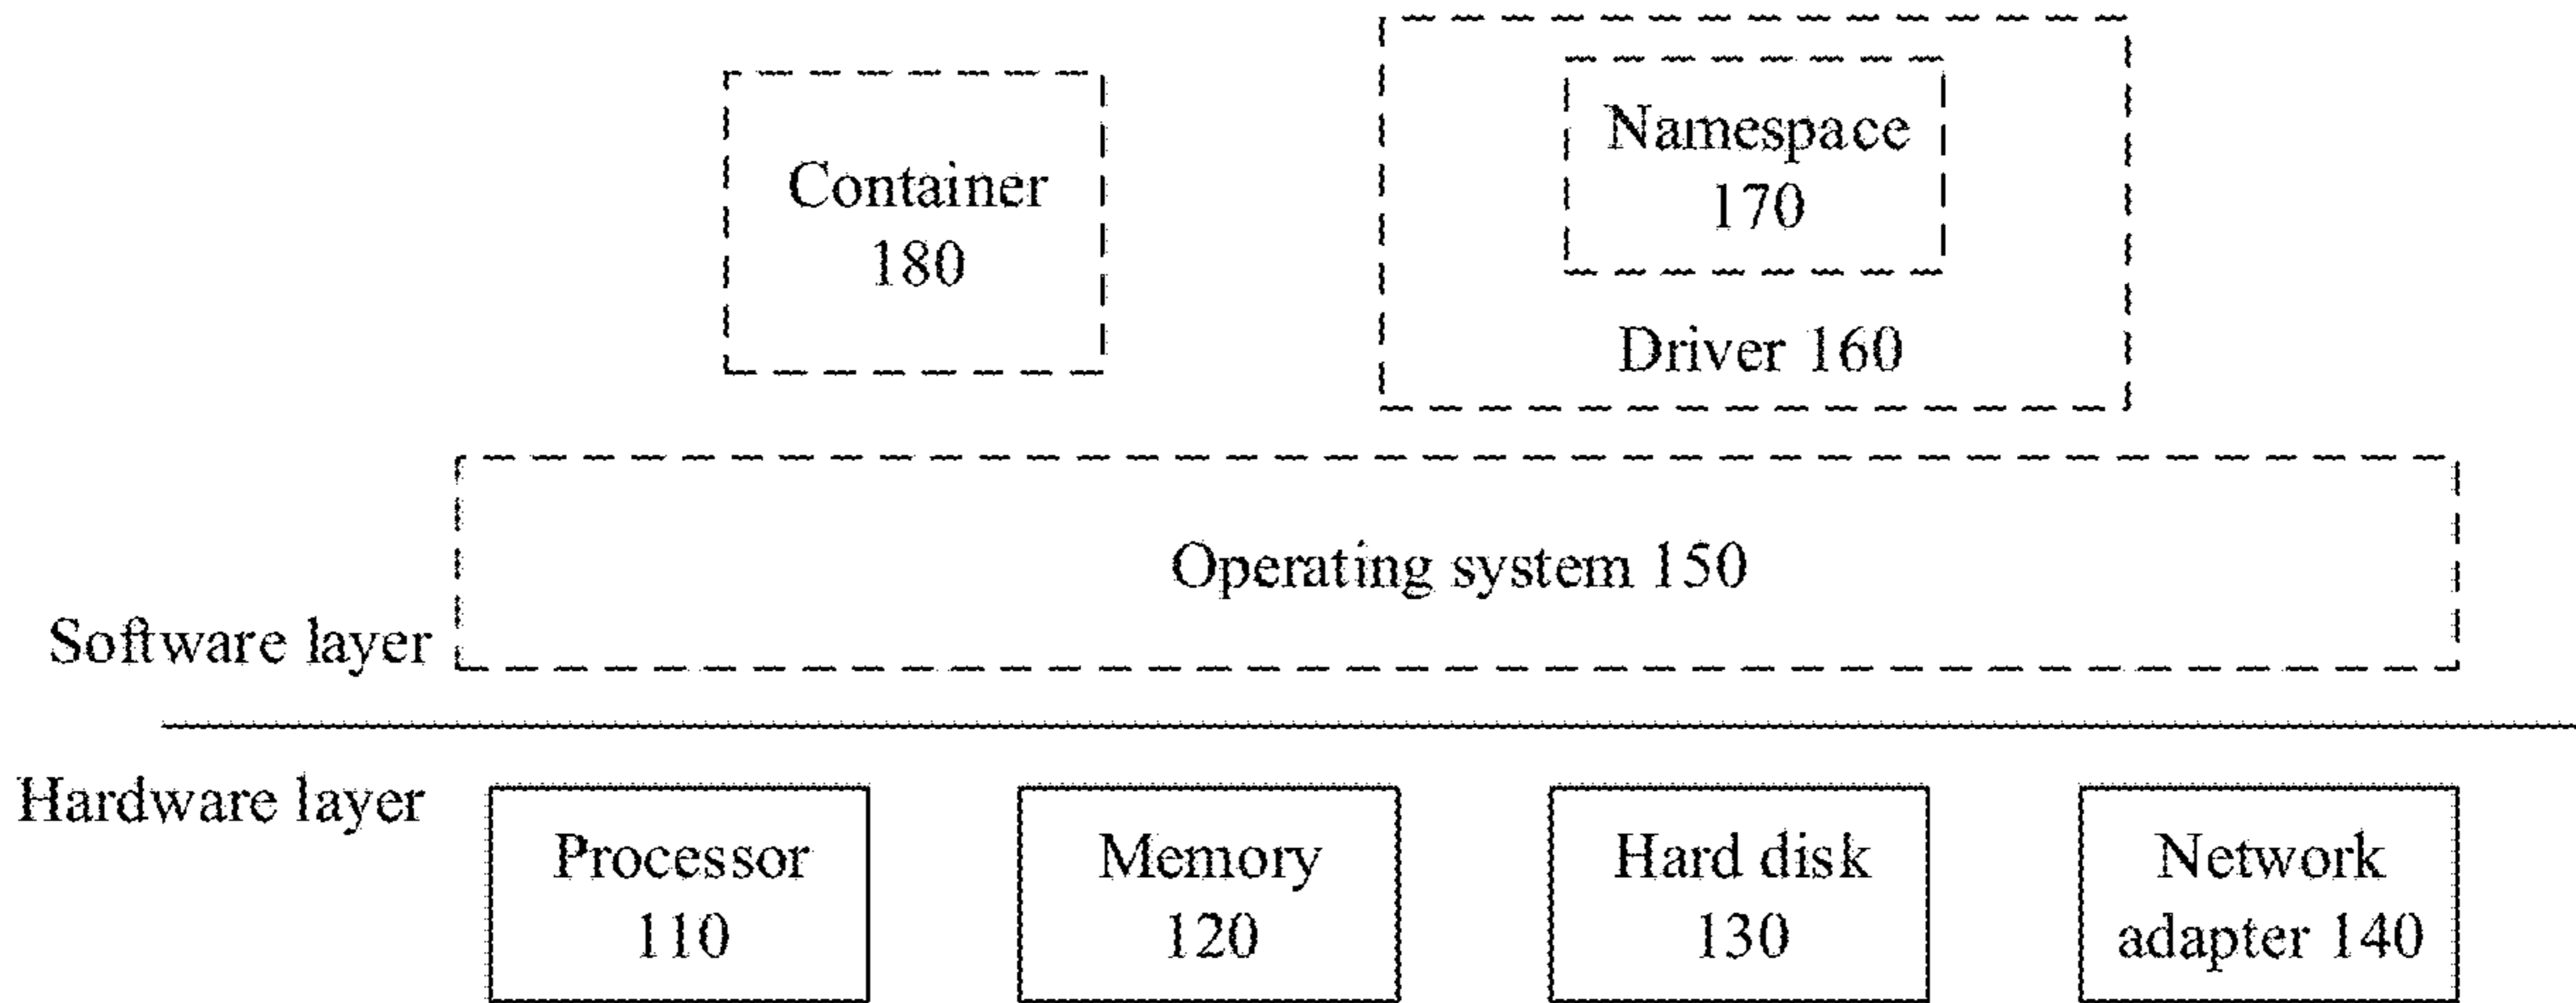 Container
180
Namespace
170
Driver 160
Operating system 150
Software layer
Hardware layer
Processor
110
Memory
120
Hard disk
130
Network
adapter 140